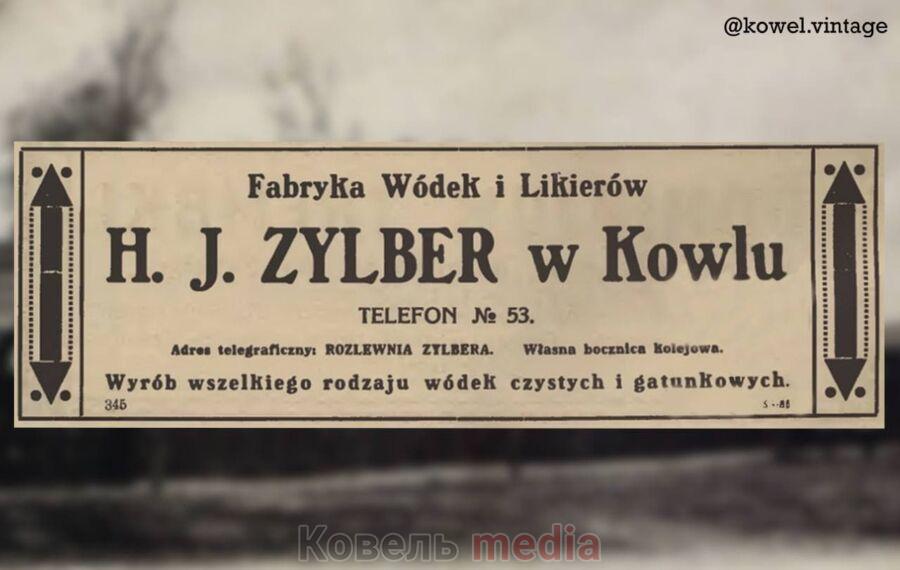 @kowel.vintage
Fabryka Wódek i Likierów
H. J. ZYLBER w Kowlu
TELEFON № 53.
Adres telegraficzny: ROZLEWNIA ZYLBERA. Własna bocznica kolejowa.
Wyrób wszelkiego rodzaju wódek czystych i gatunkowych.
345
Ковель media